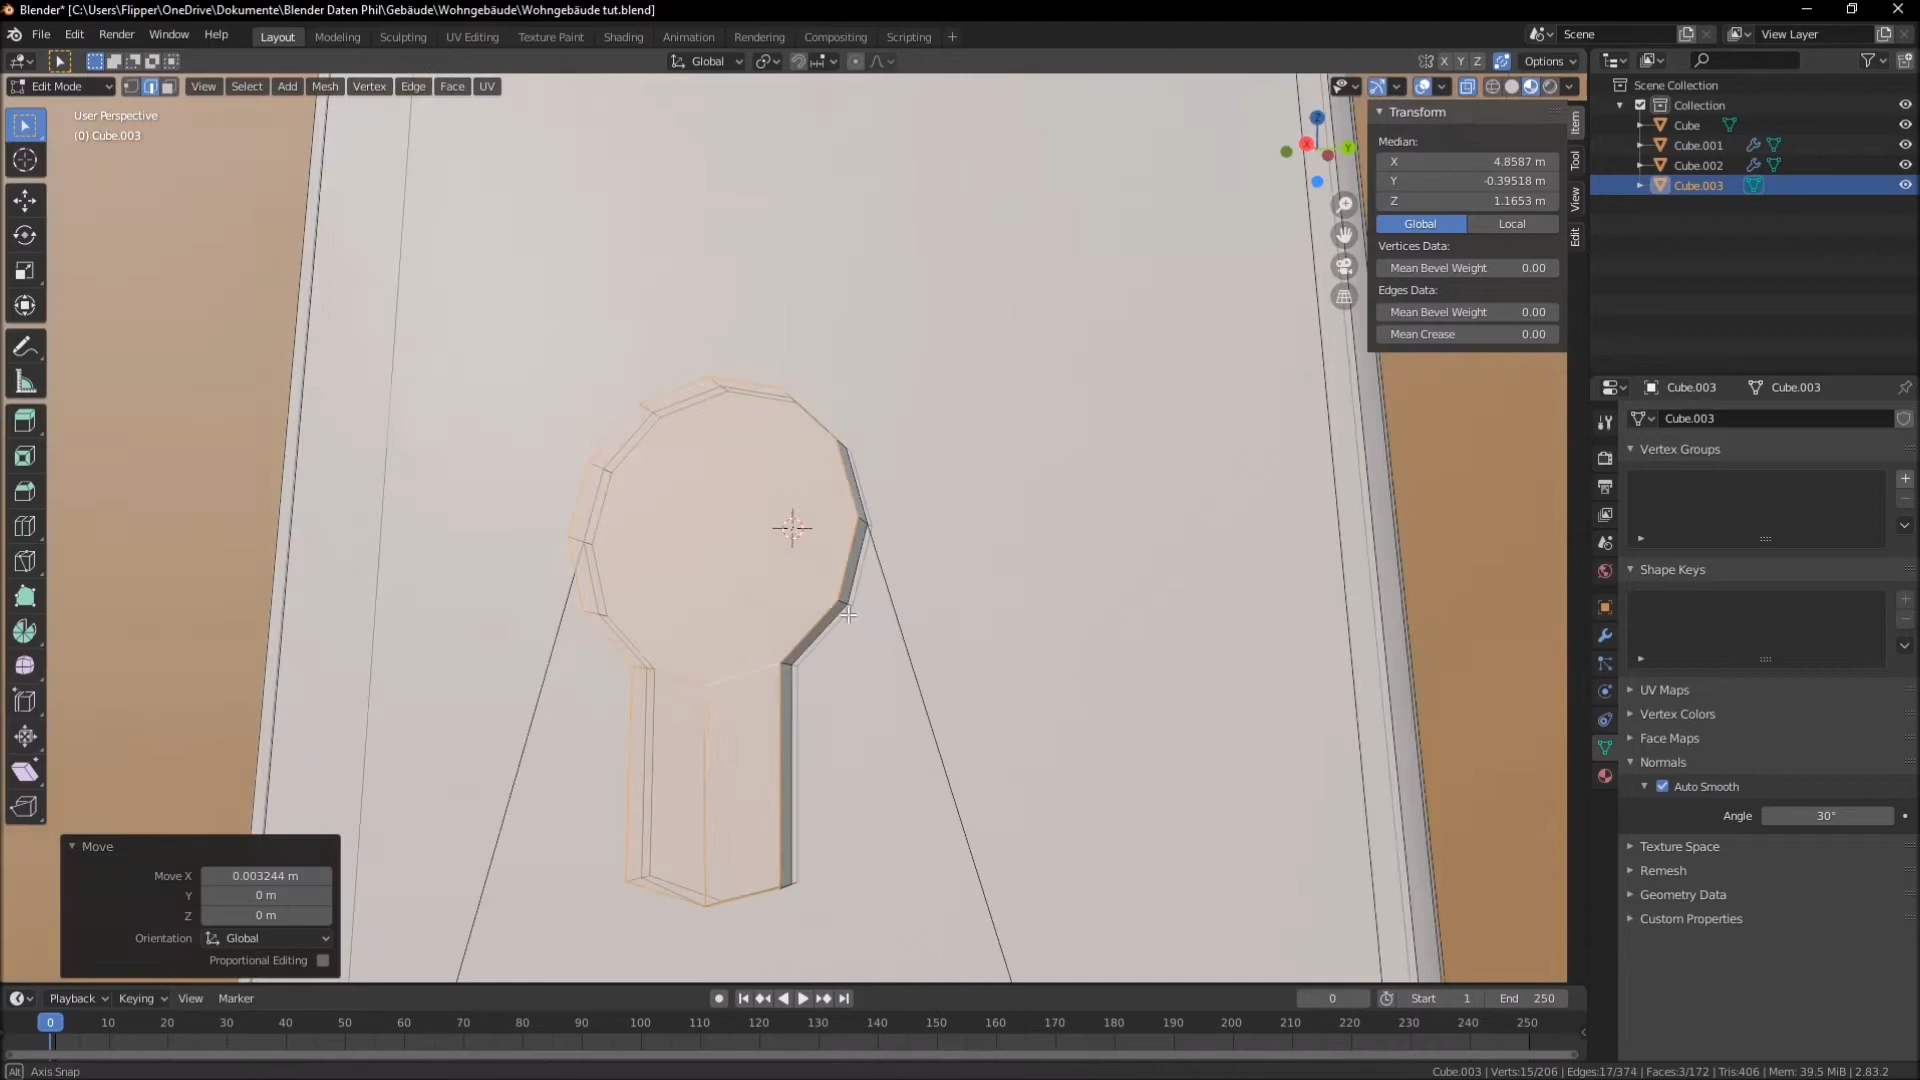 Blender* [C:\Users\Flipper\OneDrive\Dokumente\Blender Daten Phil\Gebäude\Wohngebäude\Wohngebäude tut.blend]
File Edit Render Window Help Layout Modeling Sculpting UV Editing Texture Paint Shading Animation Rendering Compositing Scripting + Scene View Layer
Global X Y Z Options
Edit Mode View Select Add Mesh Vertex Edge Face UV
User Perspective
(0) Cube.003
X Y Z
Transform
Median:
X 4.8587 m
Y -0.39518 m
Z 1.1653 m
Global Local
Vertices Data:
Mean Bevel Weight 0.00
Edges Data:
Mean Bevel Weight 0.00
Mean Crease 0.00
Item
Tool
View
Edit
Scene Collection
Collection
Cube
Cube.001
Cube.002
Cube.003
Cube.003 Cube.003
Cube.003
Vertex Groups
Shape Keys
UV Maps
Vertex Colors
Face Maps
Normals
Auto Smooth
Angle 30°
Texture Space
Remesh
Geometry Data
Custom Properties
Move
Move X 0.003244 m
Y 0 m
Z 0 m
Orientation Global
Proportional Editing
Playback Keying View Marker 0 Start 1 End 250
0 10 20 30 40 50 60 70 80 90 100 110 120 130 140 150 160 170 180 190 200 210 220 230 240 250
Alt Axis Snap
Cube.003 | Verts:15/206 | Edges:17/374 | Faces:3/172 | Tris:406 | Mem: 39.5 MiB | 2.83.2